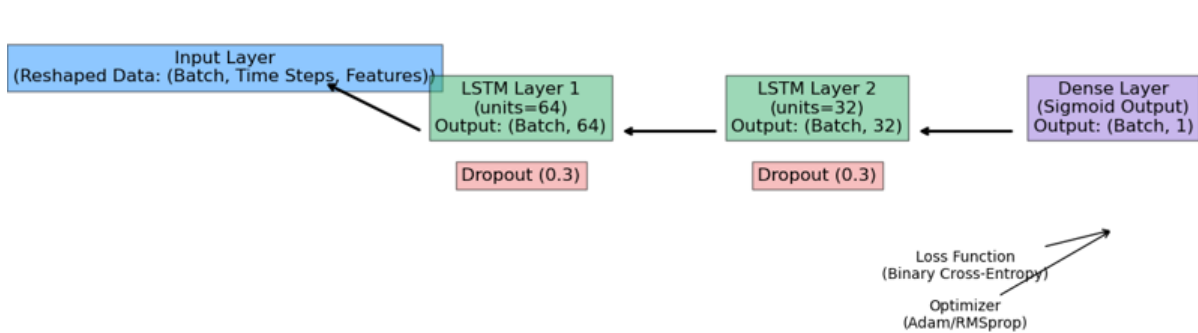 Input Layer
(Reshaped Data: (Batch, Time Steps, Features))
LSTM Layer 1
(units=64)
Output: (Batch, 64)
Dropout (0.3)
LSTM Layer 2
(units=32)
Output: (Batch, 32)
Dropout (0.3)
Dense Layer
(Sigmoid Output)
Output: (Batch, 1)
Loss Function
(Binary Cross-Entropy)
Optimizer
(Adam/RMSprop)